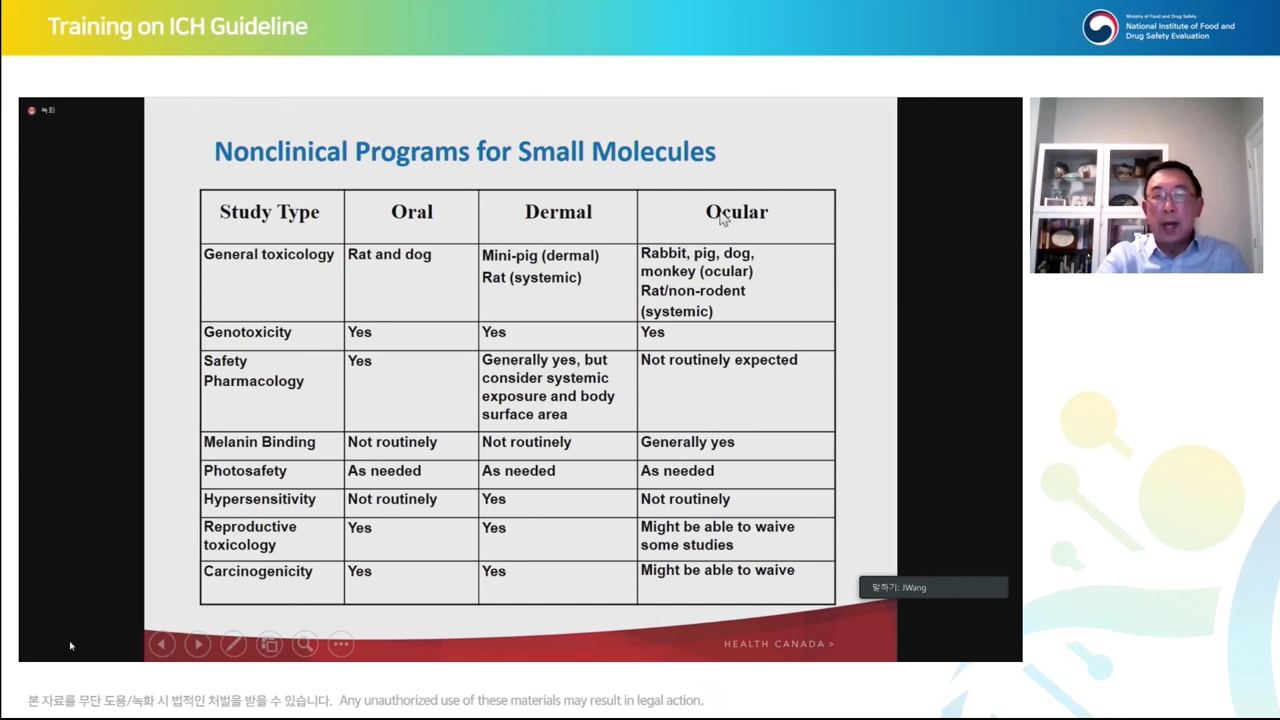 Training on ICH Guideline
Ministry of Food and Drug Safety
National Institute of Food and
Drug Safety Evaluation
녹화
Nonclinical Programs for Small Molecules
Study Type Oral Dermal Ocular
General toxicology Rat and dog Mini-pig (dermal)
Rat (systemic) Rabbit, pig, dog,
monkey (ocular)
Rat/non-rodent
(systemic)
Genotoxicity Yes Yes Yes
Safety
Pharmacology Yes Generally yes, but
consider systemic
exposure and body
surface area Not routinely expected
Melanin Binding Not routinely Not routinely Generally yes
Photosafety As needed As needed As needed
Hypersensitivity Not routinely Yes Not routinely
Reproductive
toxicology Yes Yes Might be able to waive
some studies
Carcinogenicity Yes Yes Might be able to waive
말하기: JWang
HEALTH CANADA >
본 자료를 무단 도용/녹화 시 법적인 처벌을 받을 수 있습니다. Any unauthorized use of these materials may result in legal action.